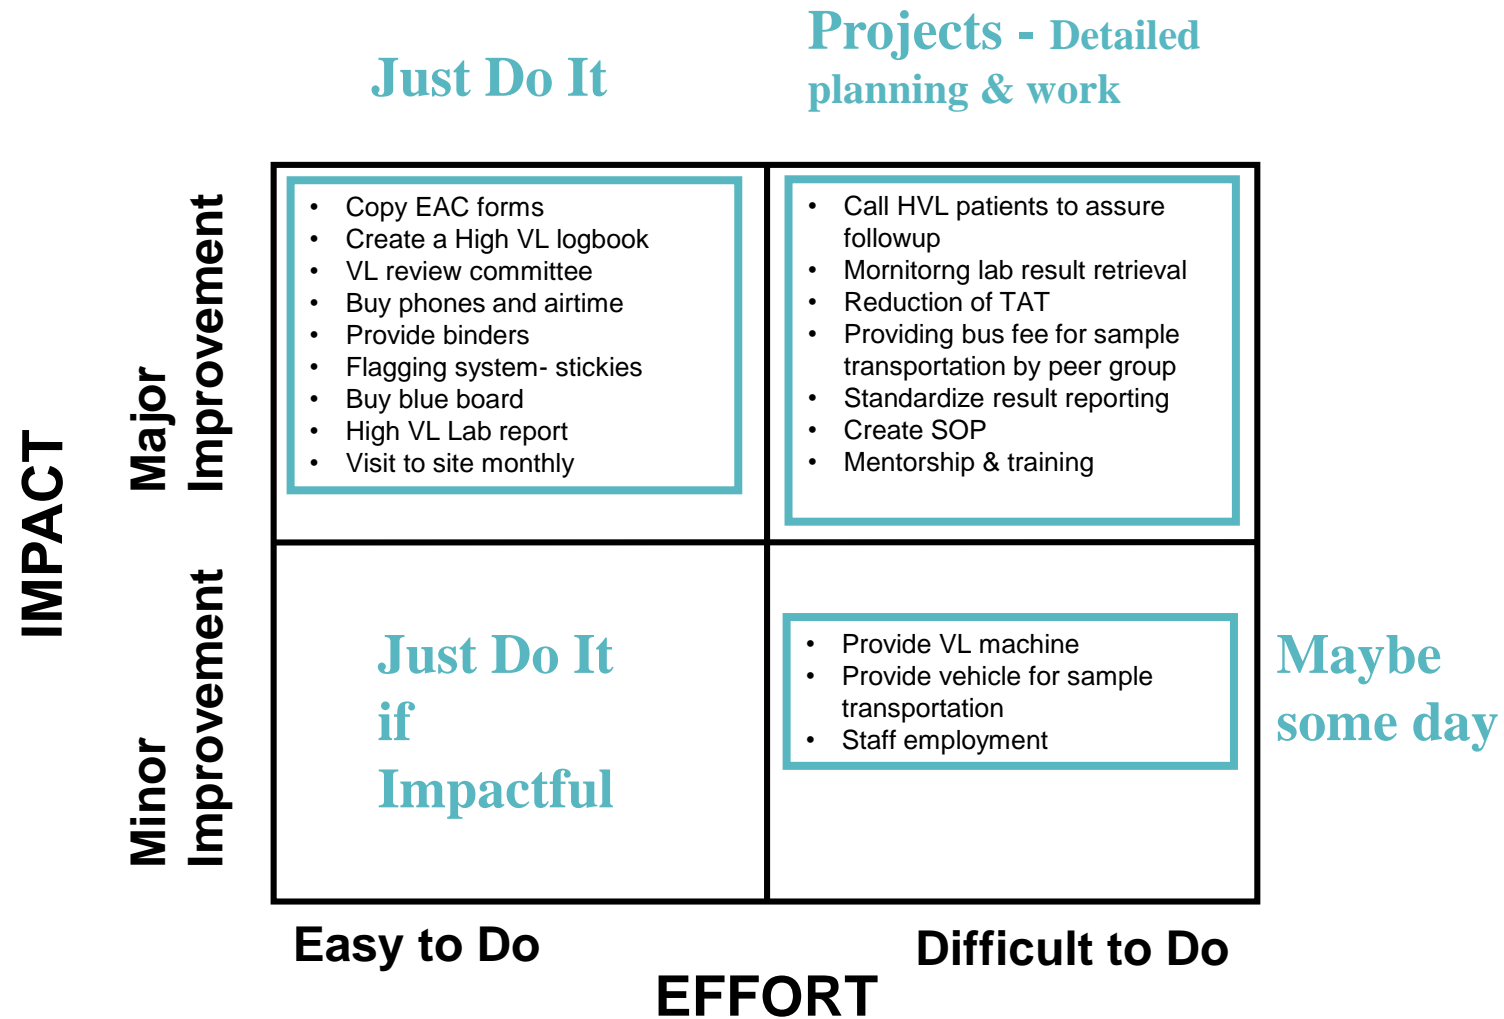 Just Do It
Projects - Detailed
planning & work
IMPACT
Major
Improvement
• Copy EAC forms
• Create a High VL logbook
• VL review committee
• Buy phones and airtime
• Provide binders
• Flagging system- stickies
• Buy blue board
• High VL Lab report
• Visit to site monthly
• Call HVL patients to assure
followup
• Mornitorng lab result retrieval
• Reduction of TAT
• Providing bus fee for sample
transportation by peer group
• Standardize result reporting
• Create SOP
• Mentorship & training
Minor
Improvement
Just Do It
if
Impactful
• Provide VL machine
• Provide vehicle for sample
transportation
• Staff employment
Maybe
some day
Easy to Do
Difficult to Do
EFFORT